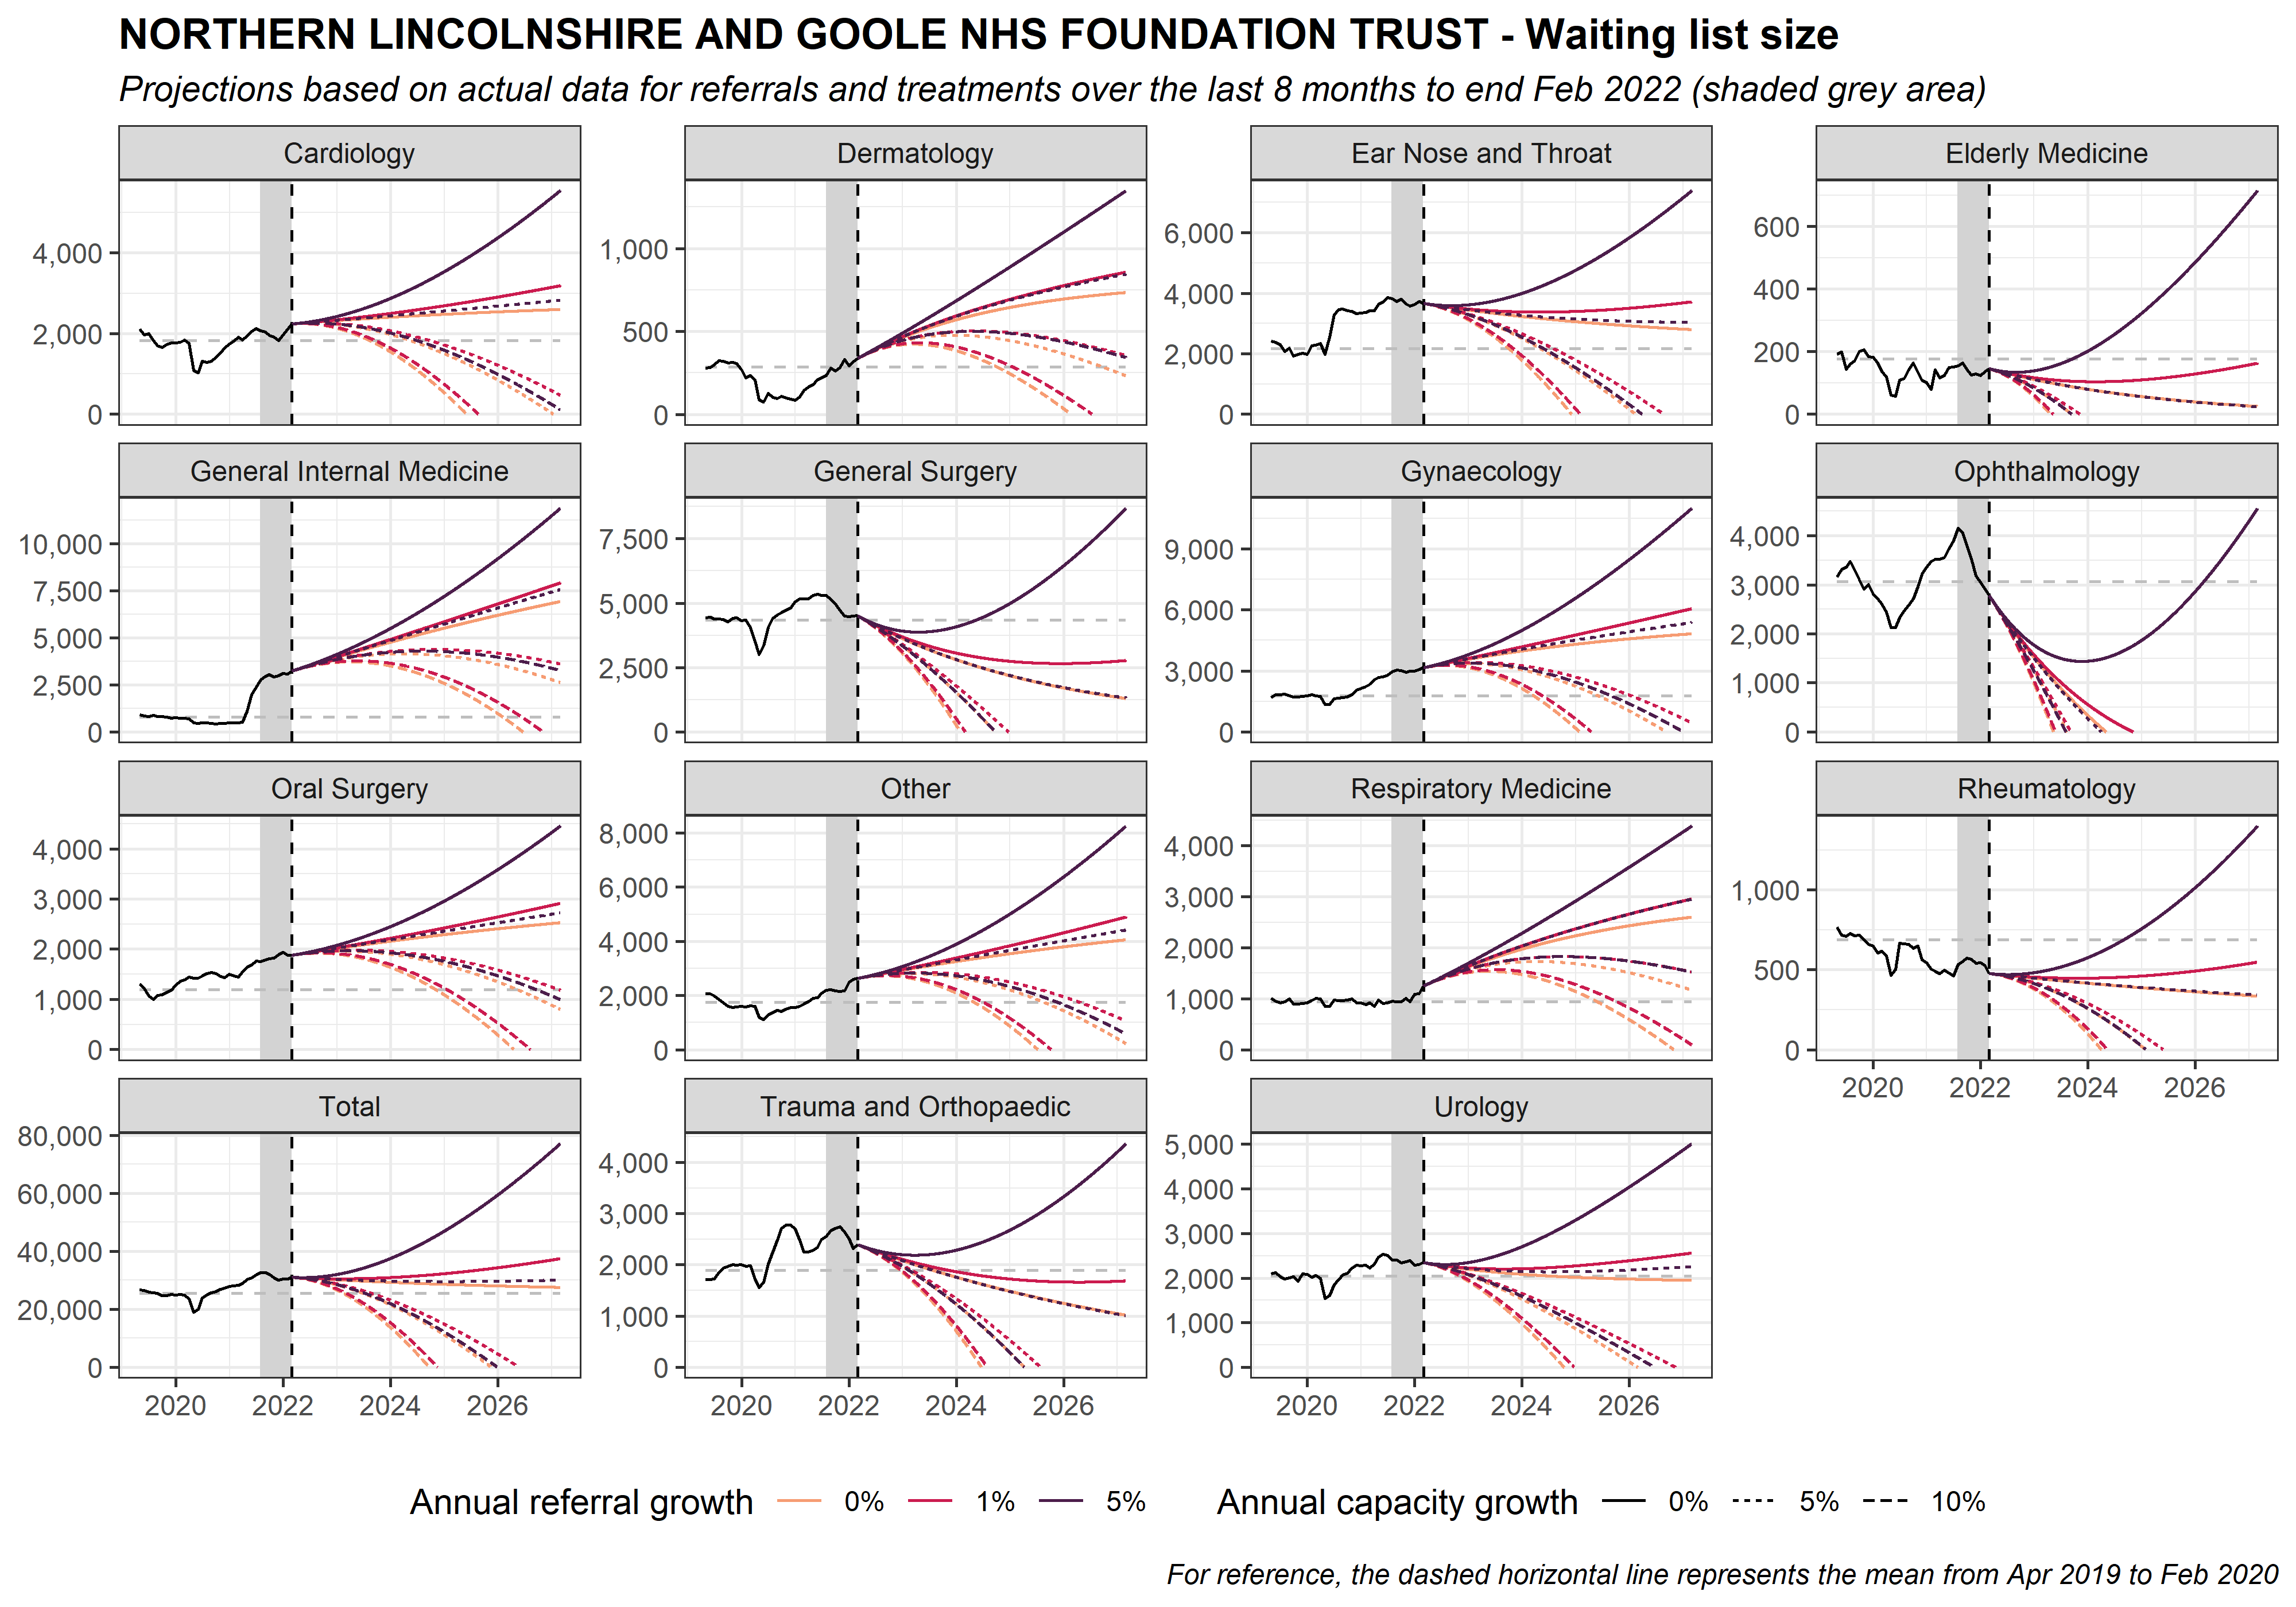 NORTHERN LINCOLNSHIRE AND GOOLE NHS FOUNDATION TRUST - Waiting list size
Projections based on actual data for referrals and treatments over the last 8 months to end Feb 2022 (shaded grey area)
Cardiology
4,000
2,000
0
Dermatology
1,000
500
0
Ear Nose and Throat
6,000
4,000
2,000
0
Elderly Medicine
600
400
200
0
General Internal Medicine
10,000
7,500
5,000
2,500
0
General Surgery
7,500
5,000
2,500
0
Gynaecology
9,000
6,000
3,000
0
Ophthalmology
4,000
3,000
2,000
1,000
0
Oral Surgery
4,000
3,000
2,000
1,000
0
Other
8,000
6,000
4,000
2,000
0
Respiratory Medicine
4,000
3,000
2,000
1,000
0
Rheumatology
1,000
500
0
2020 2022 2024 2026
Total
80,000
60,000
40,000
20,000
0
2020 2022 2024 2026
Trauma and Orthopaedic
4,000
3,000
2,000
1,000
0
2020 2022 2024 2026
Urology
5,000
4,000
3,000
2,000
1,000
0
2020 2022 2024 2026
Annual referral growth 0% 1% 5% Annual capacity growth 0% 5% 10%
For reference, the dashed horizontal line represents the mean from Apr 2019 to Feb 2020